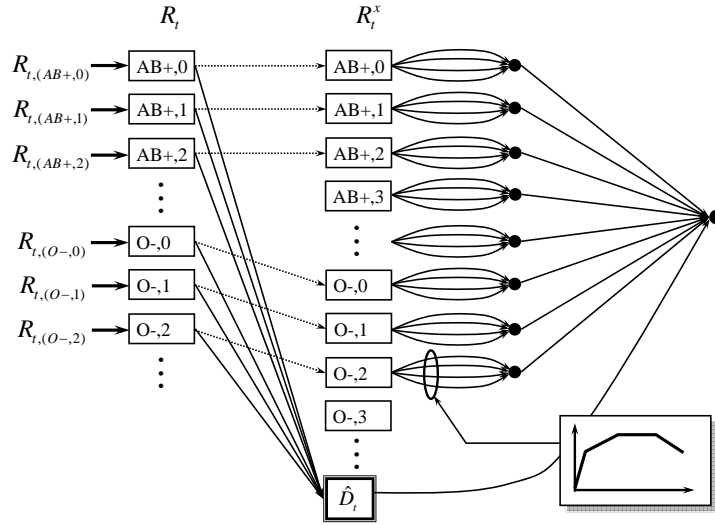 R_t R_t^x
R_{t,(AB+,0)} AB+,0 AB+,0
R_{t,(AB+,1)} AB+,1 AB+,1
R_{t,(AB+,2)} AB+,2 AB+,2
AB+,3
R_{t,(O-,0)} O-,0
O-,0
R_{t,(O-,1)} O-,1
O-,1
R_{t,(O-,2)} O-,2
O-,2
O-,3
D̂_t